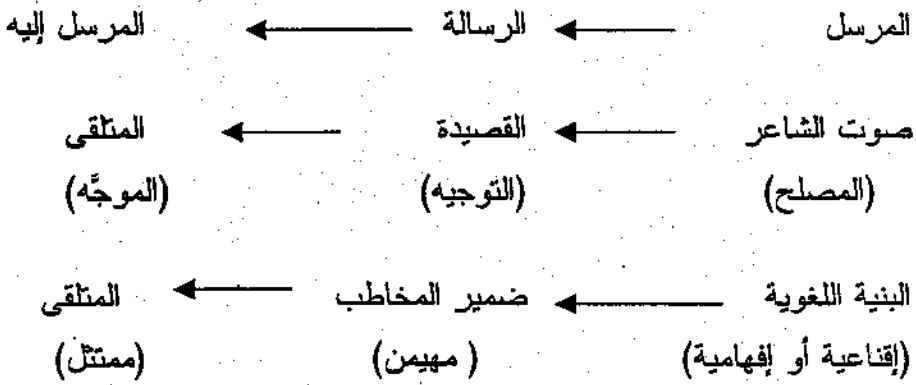 المرسل ← الرسالة ← المرسل إليه
صوت الشاعر ← القصيدة ← المتلقى
(المصلح) (التوجيه) (الموجَّه)
البنية اللغوية ← ضمير المخاطب ← المتلقى
(إقناعية أو إفهامية) (مهيمن) (ممتثل)